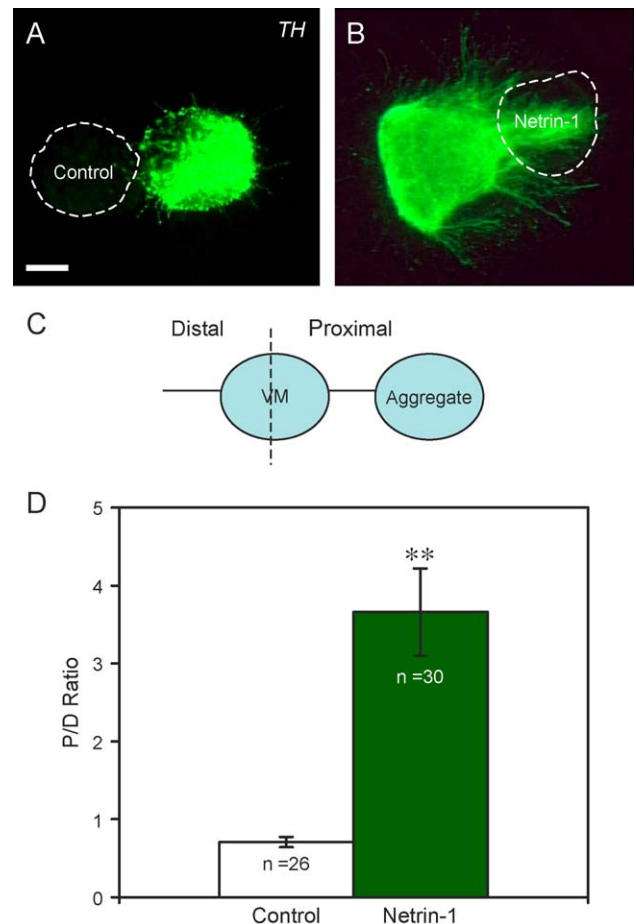 A
TH
Control
B
Netrin-1
C
Distal
Proximal
VM
Aggregate
D
5
4
3
2
1
0
P/D Ratio
**
n =30
n =26
Control
Netrin-1